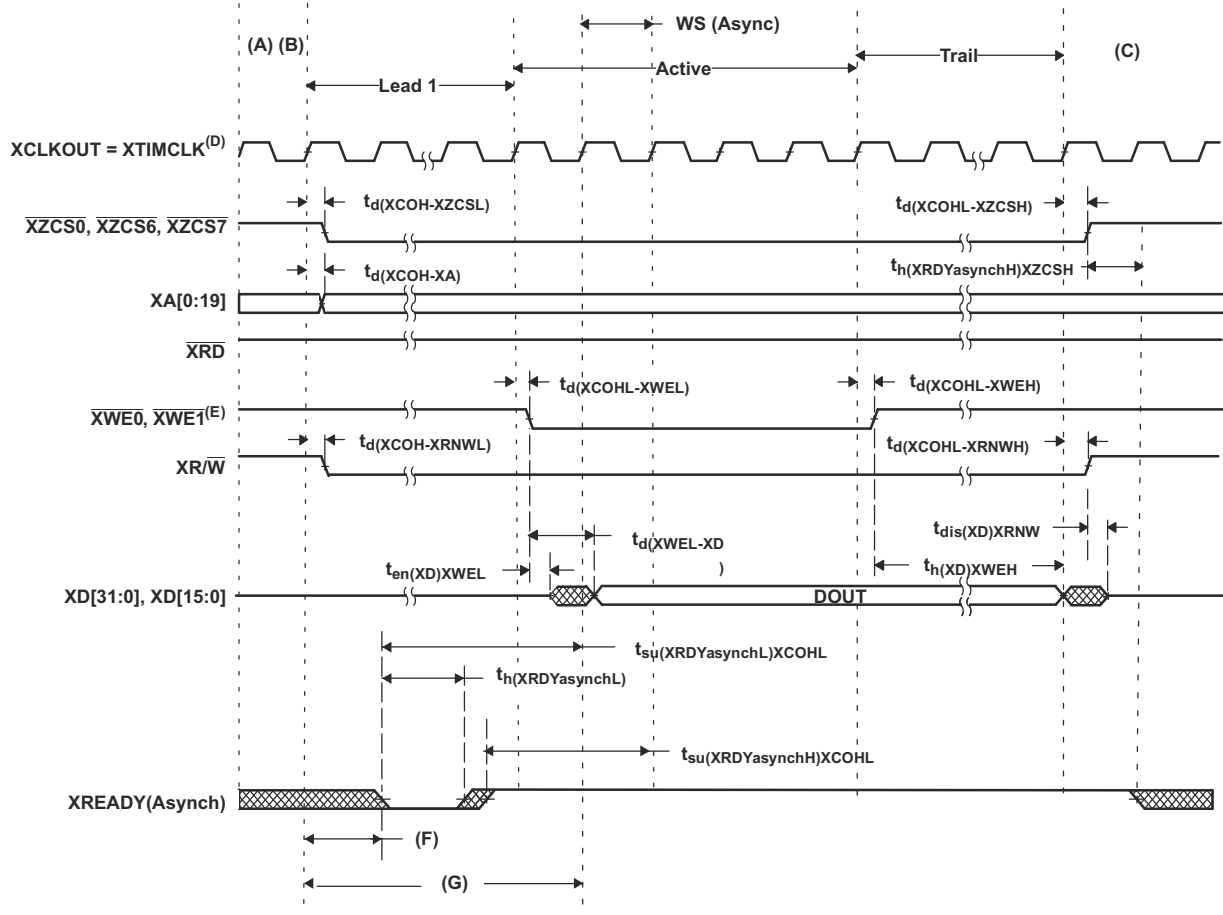 WS (Async)
(A) (B)
(C)
Trail
Active
Lead 1
XCLKOUT = XTIMCLK(D)
td(XCOH-XZCSL)
td(XCOHL-XZCSH)
XZCS0, XZCS6, XZCS7
td(XCOH-XA)
th(XRDYasynchH)XZCSH
XA[0:19]
XRD
td(XCOHL-XWEL)
td(XCOHL-XWEH)
XWE0, XWE1(E)
td(XCOH-XRNWL)
td(XCOHL-XRNWH)
XR/W
tdis(XD)XRNW
td(XWEL-XD
)
ten(XD)XWEL
th(XD)XWEH
XD[31:0], XD[15:0]
DOUT
tsu(XRDYasynchL)XCOHL
th(XRDYasynchL)
tsu(XRDYasynchH)XCOHL
XREADY(Asynch)
(F)
(G)